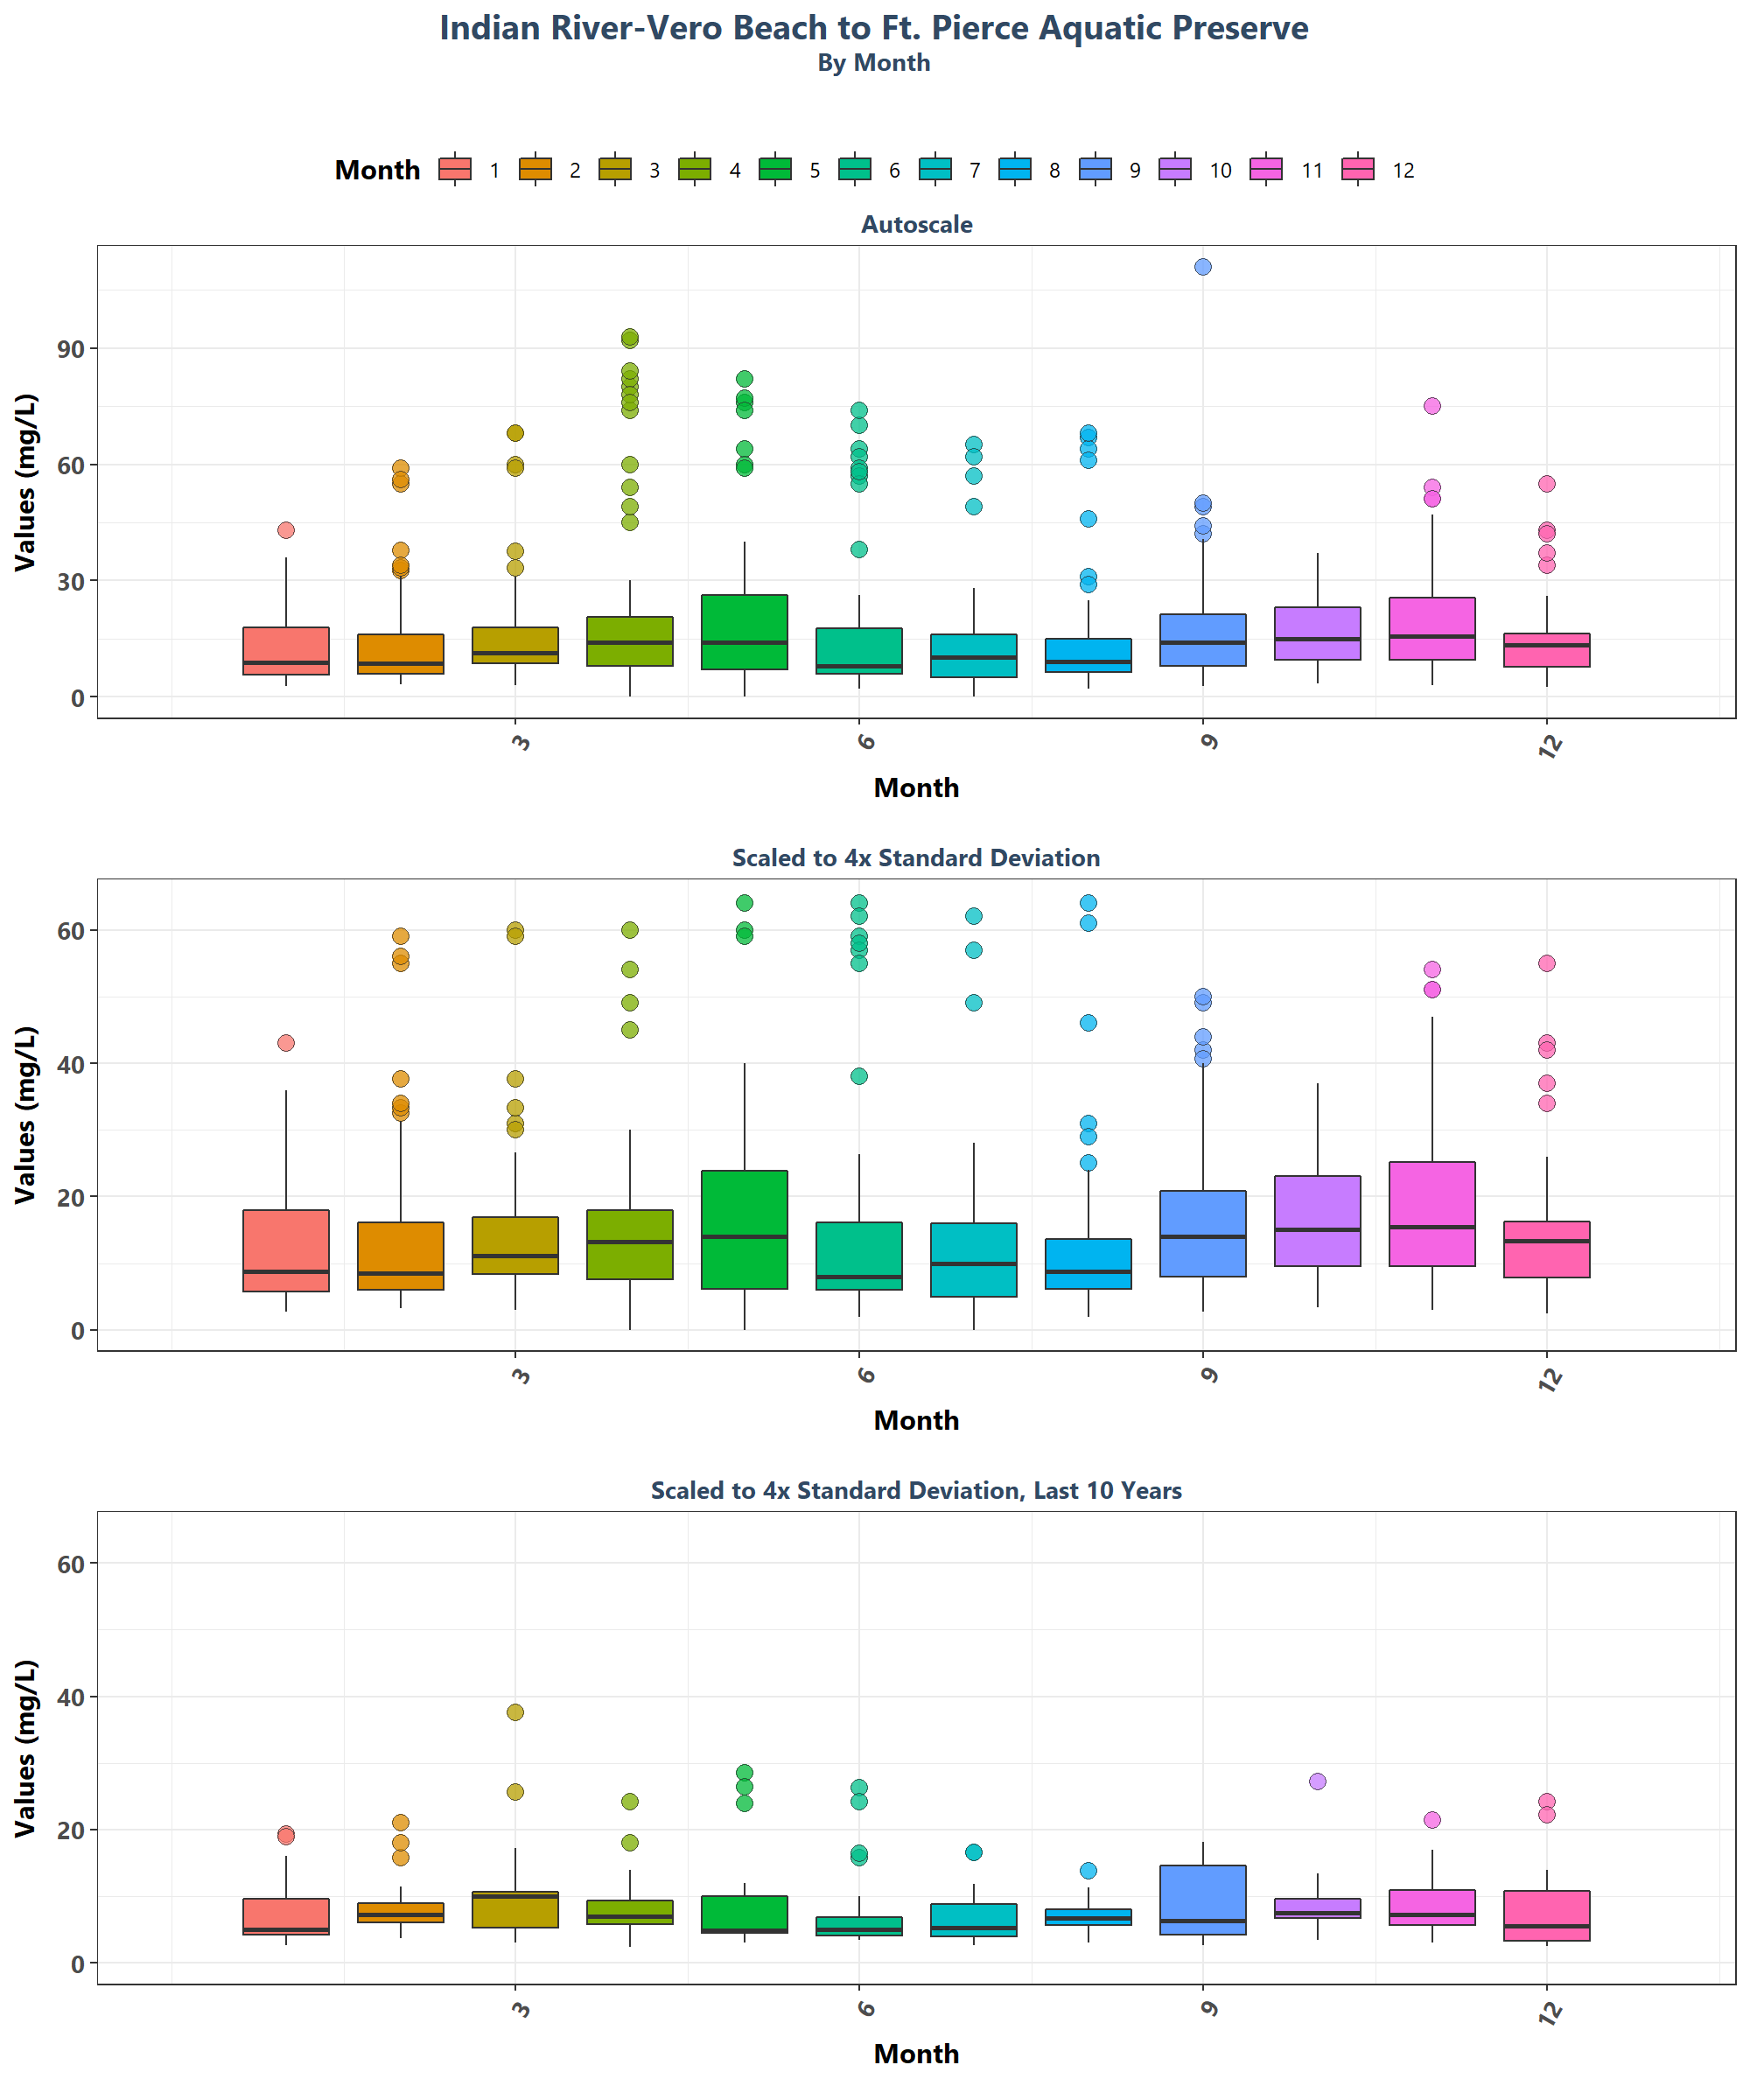 Indian River-Vero Beach to Ft. Pierce Aquatic Preserve
By Month
Month 1 2 3 4 5 6 7 8 9 10 11 12
Autoscale
Values (mg/L)
90
60
30
0
3 6 9 12
Month
Scaled to 4x Standard Deviation
Values (mg/L)
60
40
20
0
3 6 9 12
Month
Scaled to 4x Standard Deviation, Last 10 Years
Values (mg/L)
60
40
20
0
3 6 9 12
Month